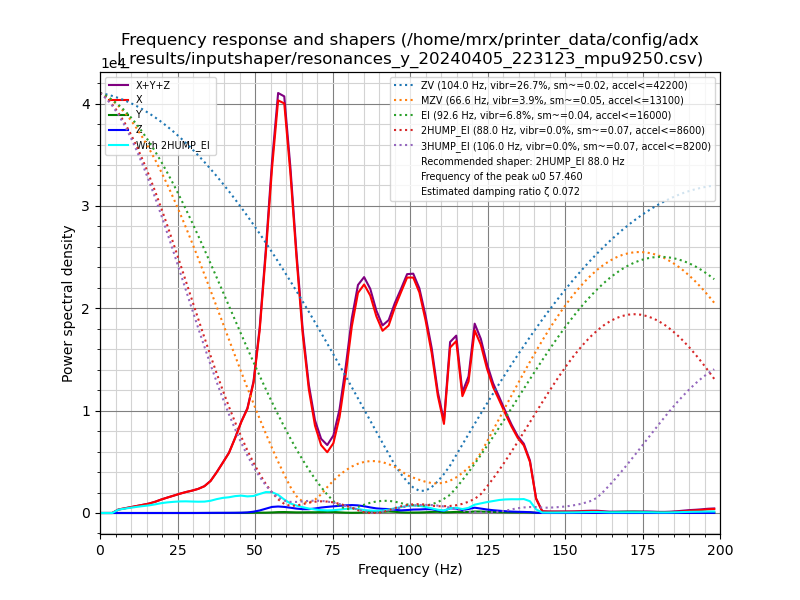 Frequency response and shapers (/home/mrx/printer_data/config/adx
l_results/inputshaper/resonances_y_20240405_223123_mpu9250.csv)
1e4
X+Y+Z
X
Y
Z
With 2HUMP_EI
ZV (104.0 Hz, vibr=26.7%, sm~=0.02, accel<=42200)
MZV (66.6 Hz, vibr=3.9%, sm~=0.05, accel<=13100)
EI (92.6 Hz, vibr=6.8%, sm~=0.04, accel<=16000)
2HUMP_EI (88.0 Hz, vibr=0.0%, sm~=0.07, accel<=8600)
3HUMP_EI (106.0 Hz, vibr=0.0%, sm~=0.07, accel<=8200)
Recommended shaper: 2HUMP_EI 88.0 Hz
Frequency of the peak ω0 57.460
Estimated damping ratio ζ 0.072
Power spectral density
4
3
2
1
0
0 25 50 75 100 125 150 175 200
Frequency (Hz)